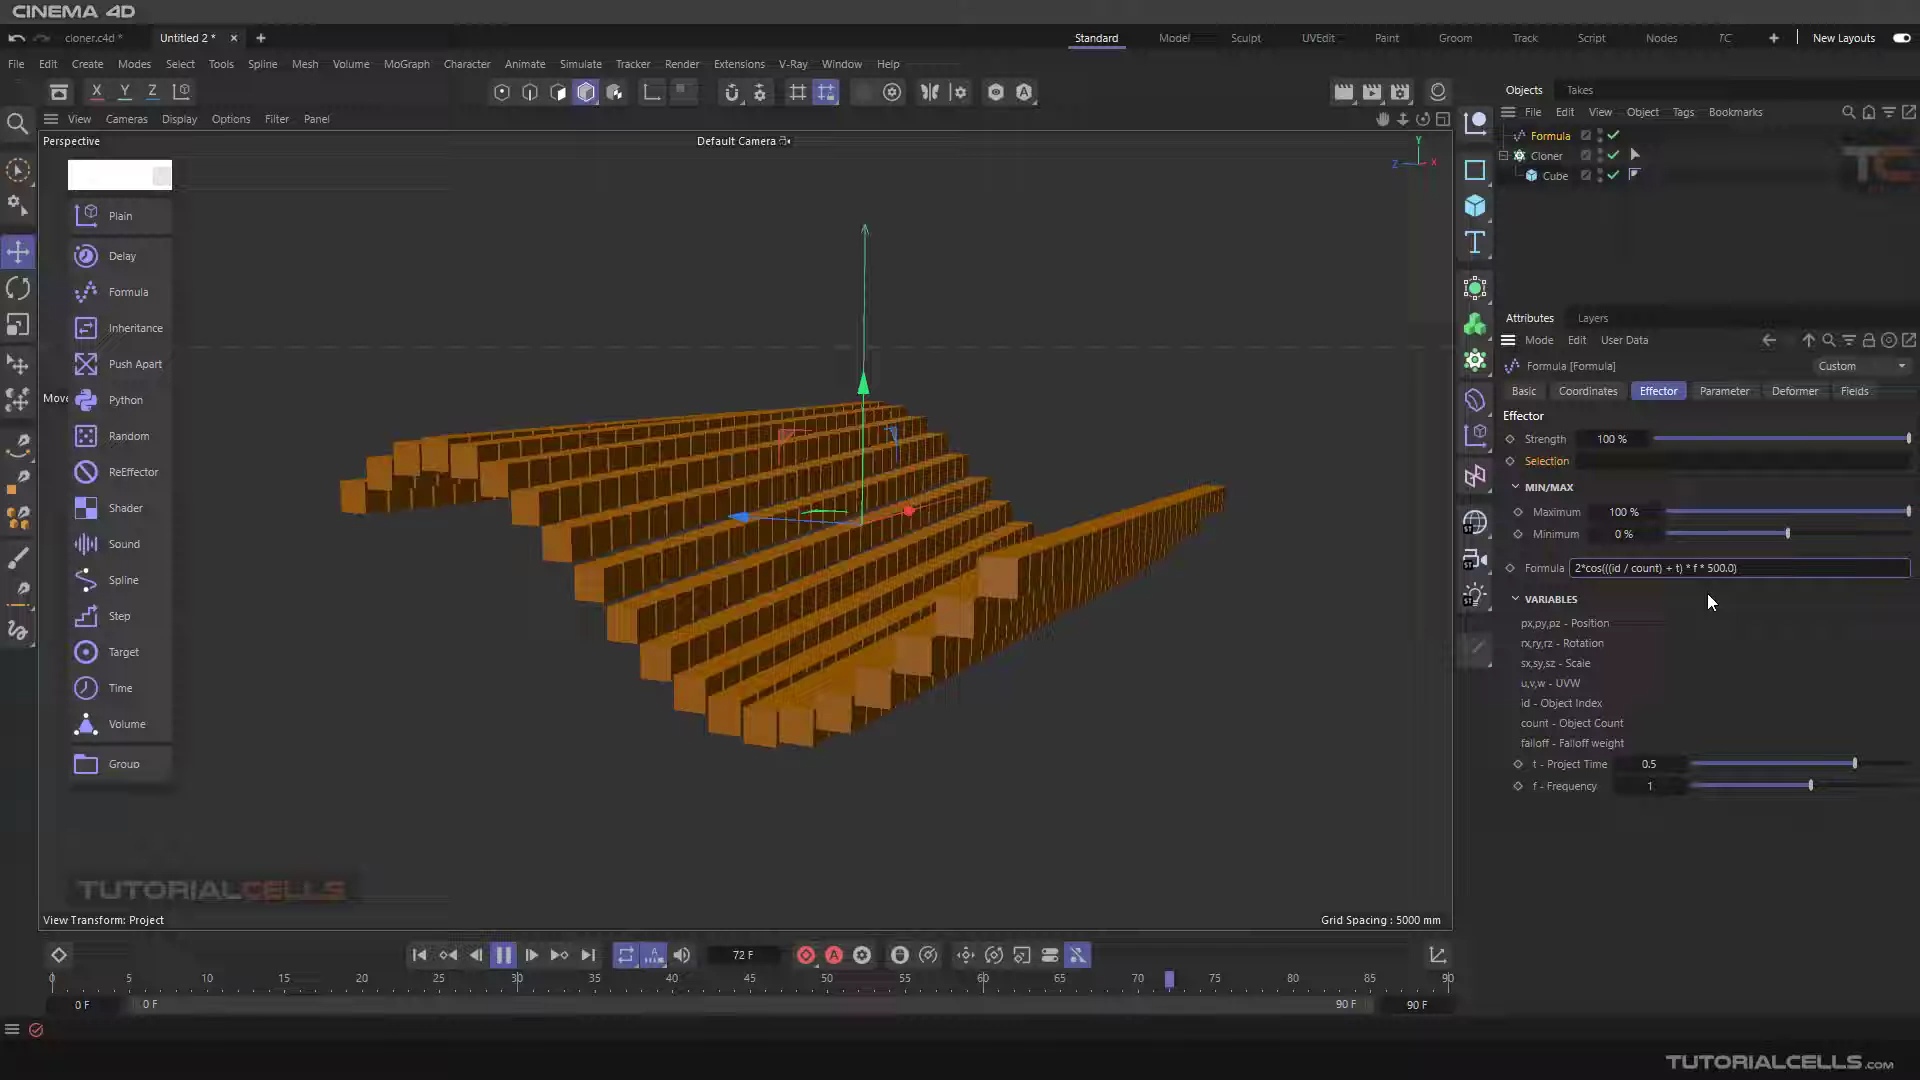 CINEMA 4D
cloner.c4d *
Untitled 2 *
Standard
Model
Sculpt
UVEdit
Paint
Groom
Track
Script
Nodes
TC
New Layouts
File Edit Create Modes Select Tools Spline Mesh Volume MoGraph Character Animate Simulate Tracker Render Extensions V-Ray Window Help
X Y Z
Objects Takes
View Cameras Display Options Filter Panel
File Edit View Object Tags Bookmarks
Perspective
Default Camera
Y
Z X
Formula
Cloner
Cube
TC
Plain
Delay
Formula
Inheritance
Push Apart
Python
Random
ReEffector
Shader
Sound
Spline
Step
Target
Time
Volume
Group
Move
Attributes Layers
Mode Edit User Data
Formula [Formula]
Custom
Basic Coordinates Effector Parameter Deformer Fields
Effector
Strength 100 %
Selection
MIN/MAX
Maximum 100 %
Minimum 0 %
Formula 2*cos(((id / count) + t) * f * 500.0)
VARIABLES
px,py,pz - Position
rx,ry,rz - Rotation
sx,sy,sz - Scale
u,v,w - UVW
id - Object Index
count - Object Count
falloff - Falloff weight
t - Project Time 0.5
f - Frequency 1
TUTORIALCELLS
View Transform: Project
Grid Spacing : 5000 mm
72 F
0 5 10 15 20 25 30 35 40 45 50 55 60 65 70 75 80 85 90
0 F 0 F 90 F 90 F
TUTORIALCELLS.COM